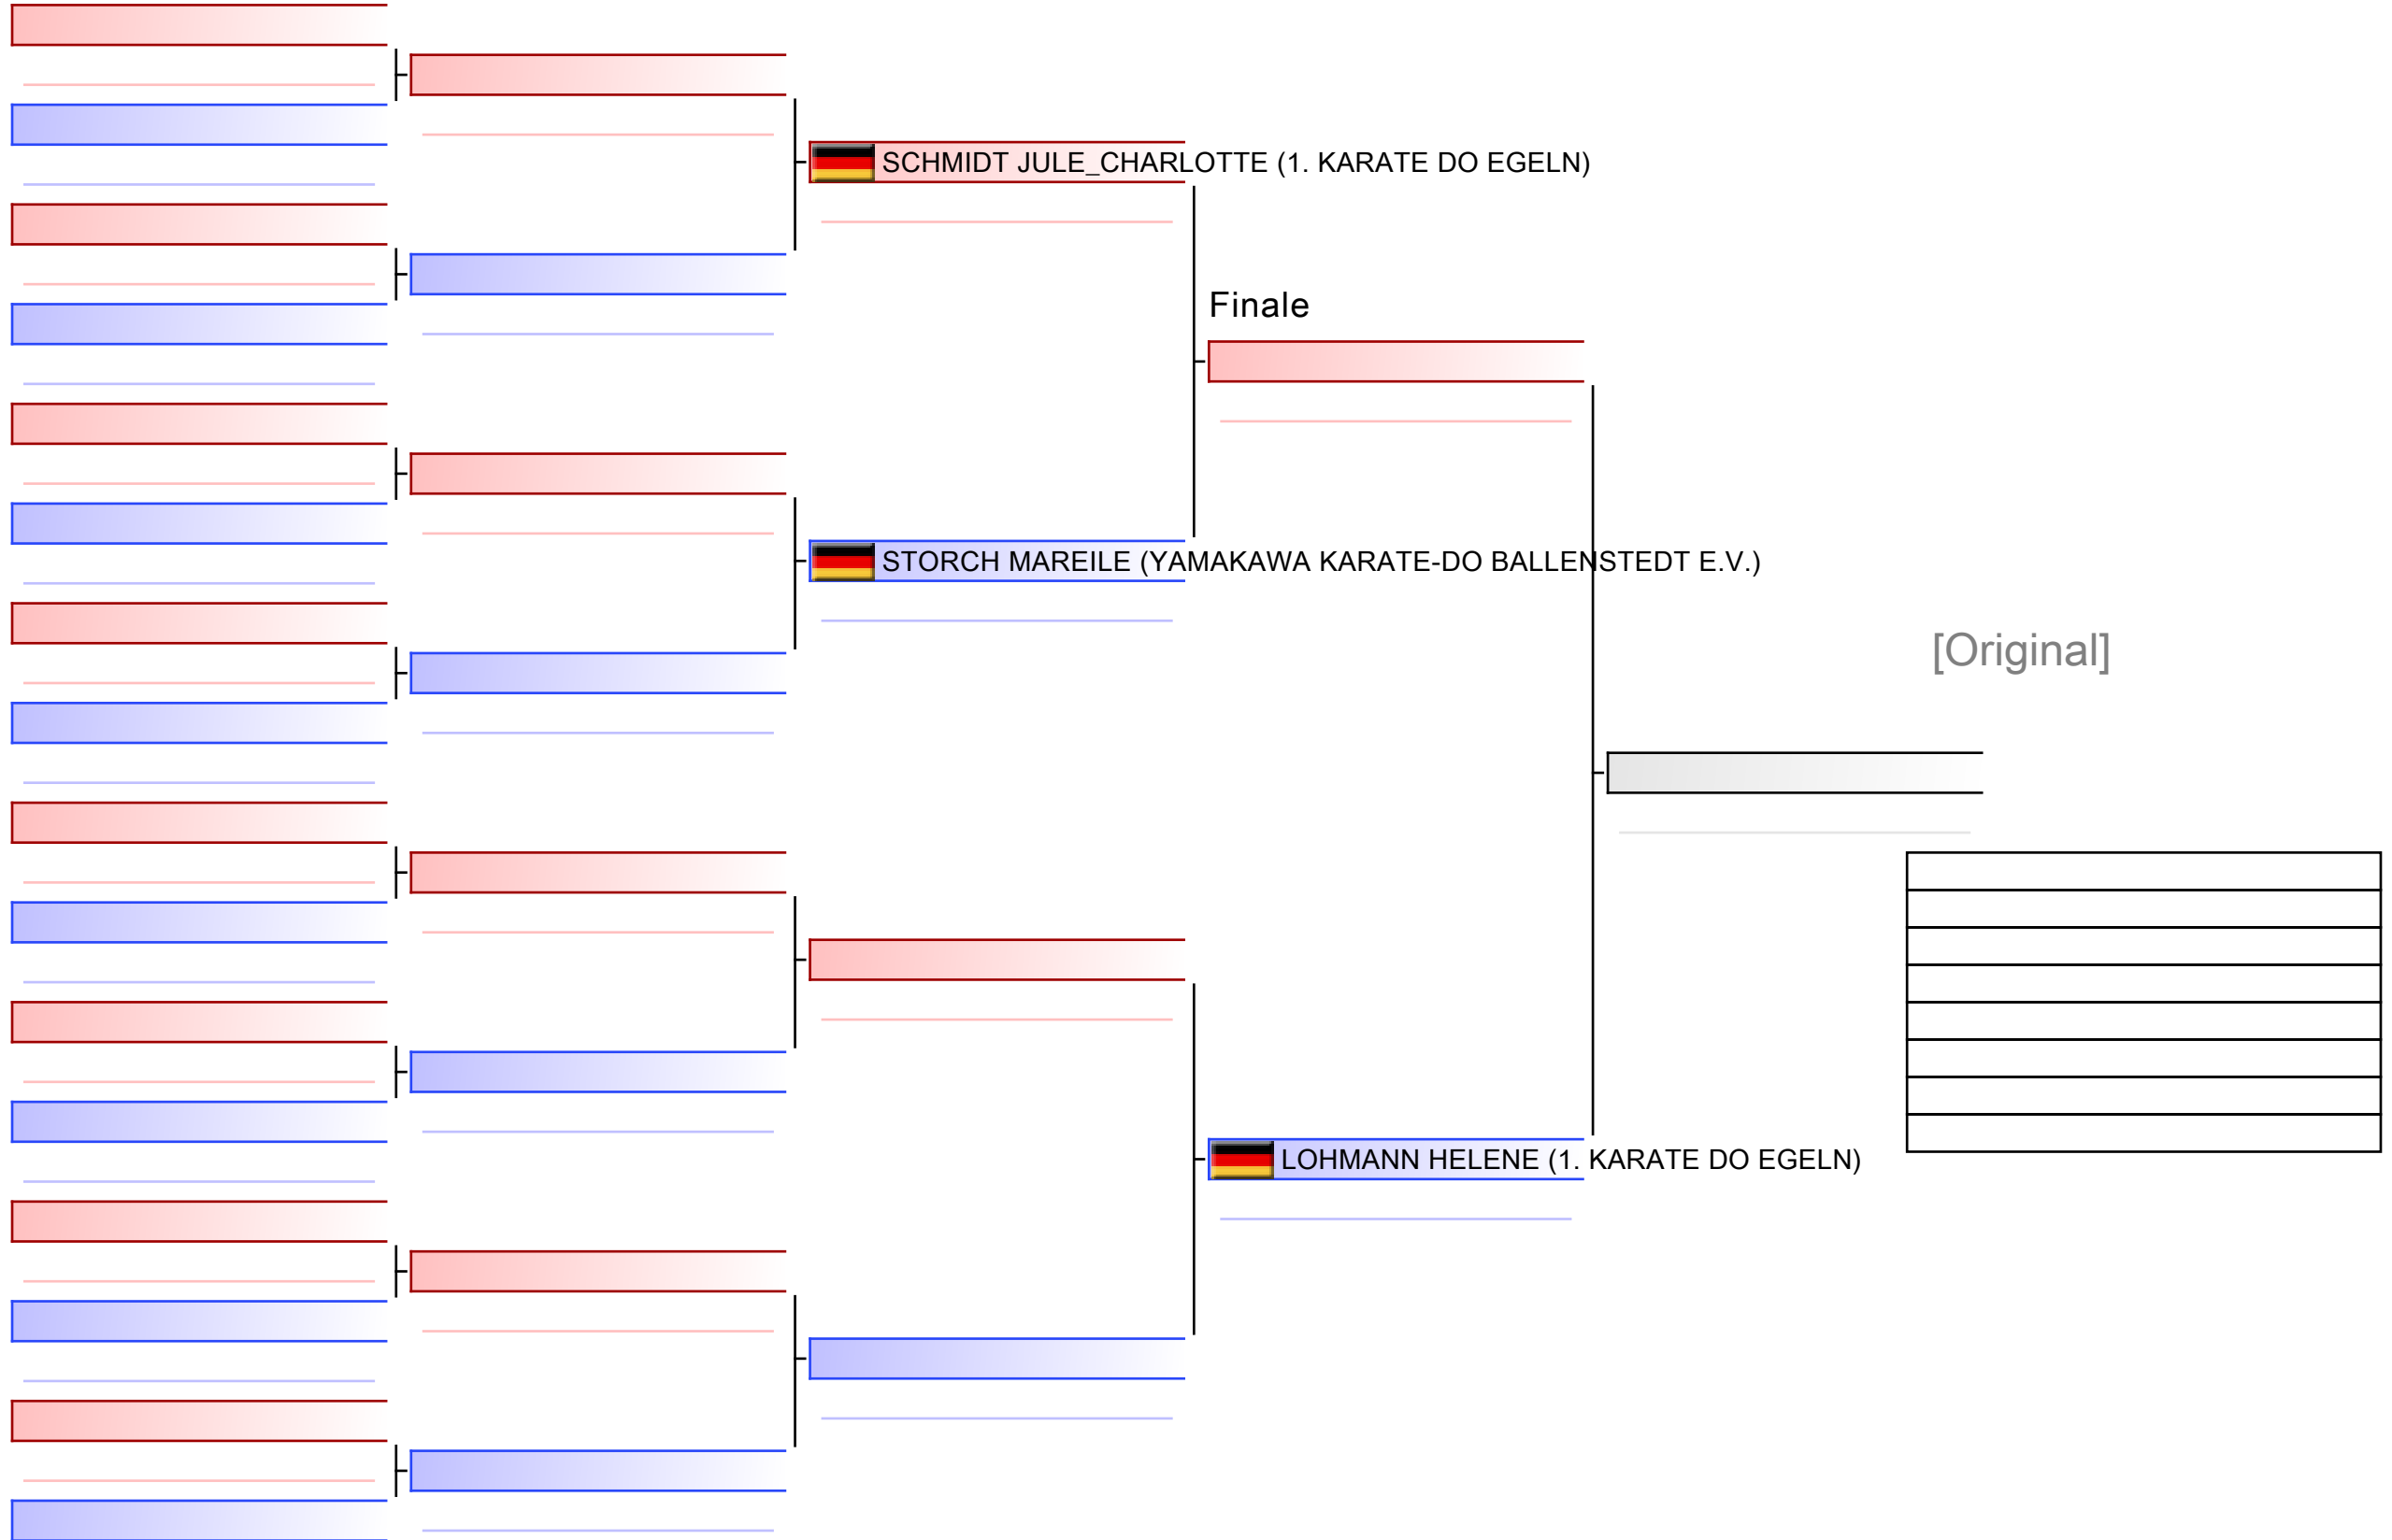 SCHMIDT JULE_CHARLOTTE (1. KARATE DO EGELN)
Finale
STORCH MAREILE (YAMAKAWA KARATE-DO BALLENSTEDT E.V.)
[Original]
LOHMANN HELENE (1. KARATE DO EGELN)